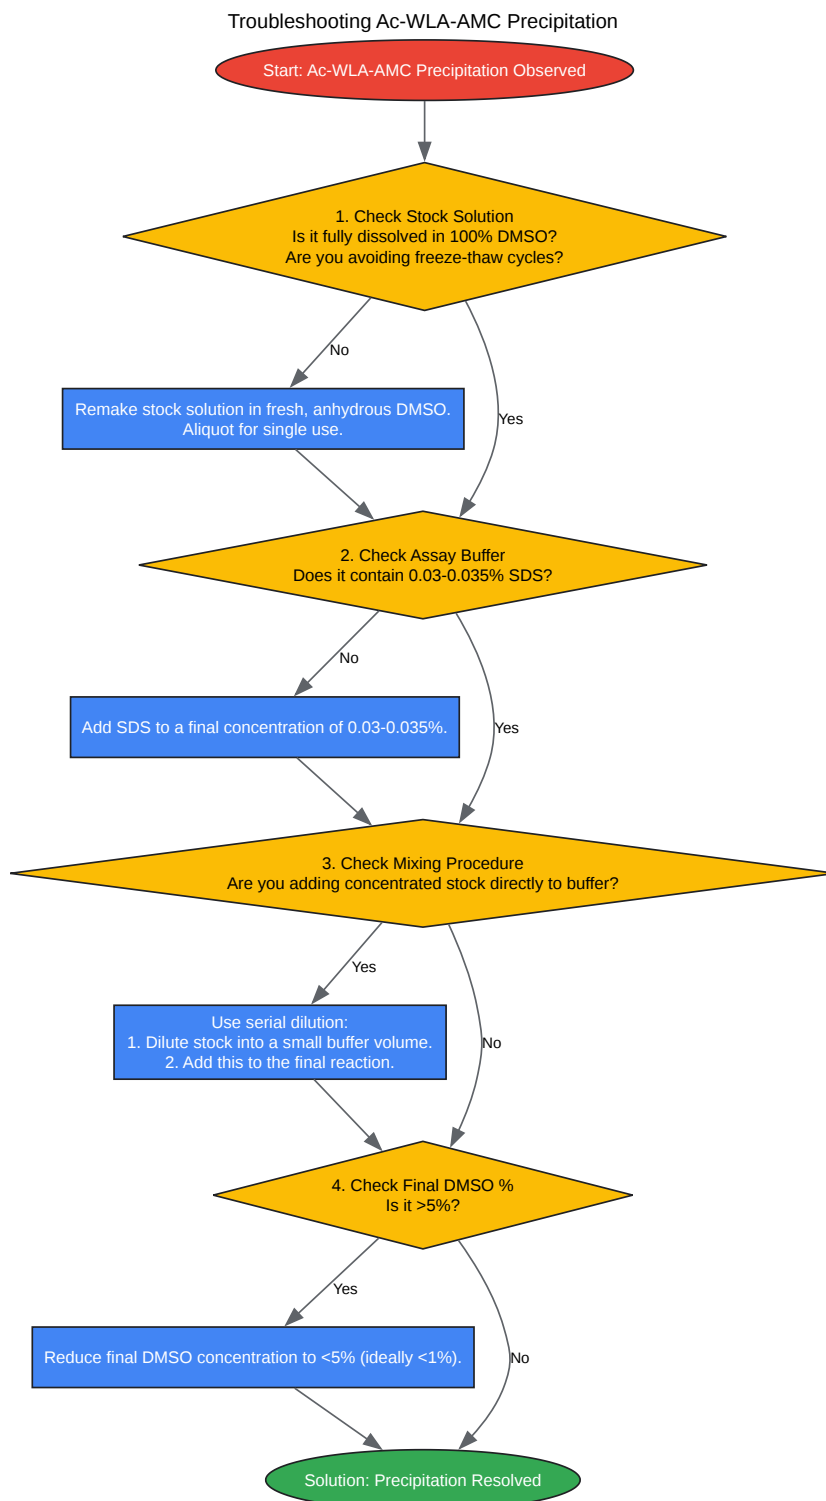 Troubleshooting Ac-WLA-AMC Precipitation
Start: Ac-WLA-AMC Precipitation Observed
1. Check Stock Solution
Is it fully dissolved in 100% DMSO?
Are you avoiding freeze-thaw cycles?
No
Yes
Remake stock solution in fresh, anhydrous DMSO.
Aliquot for single use.
2. Check Assay Buffer
Does it contain 0.03-0.035% SDS?
No
Yes
Add SDS to a final concentration of 0.03-0.035%.
3. Check Mixing Procedure
Are you adding concentrated stock directly to buffer?
Yes
No
Use serial dilution:
1. Dilute stock into a small buffer volume.
2. Add this to the final reaction.
4. Check Final DMSO %
Is it >5%?
Yes
No
Reduce final DMSO concentration to <5% (ideally <1%).
Solution: Precipitation Resolved